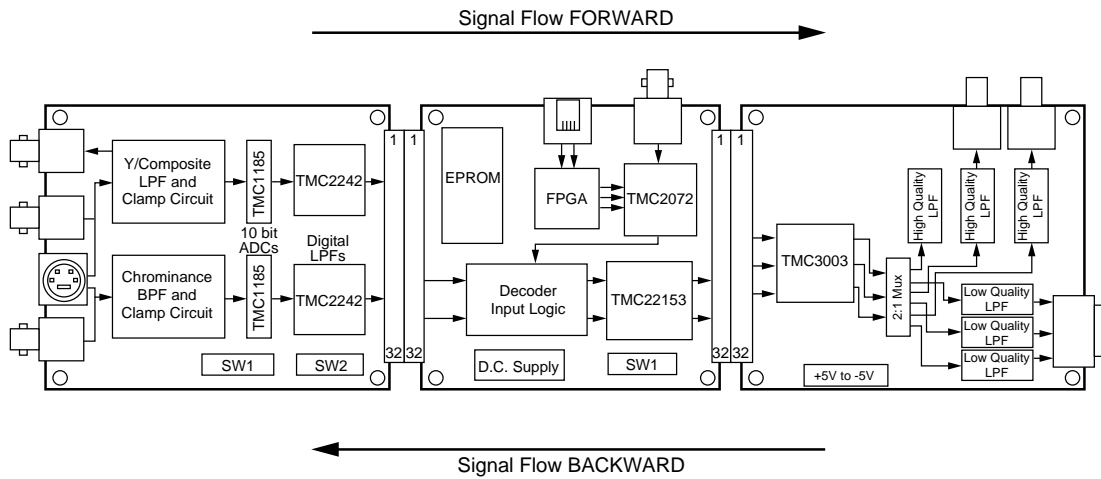 Signal Flow FORWARD
Y/Composite
LPF and
Clamp Circuit
TMC1185
TMC2242
10 bit
ADCs
Digital
LPFs
Chrominance
BPF and
Clamp Circuit
TMC1185
TMC2242
SW1
SW2
1
1
32
32
EPROM
FPGA
TMC2072
Decoder
Input Logic
TMC22153
D.C. Supply
SW1
1
1
32
32
TMC3003
2:1 Mux
High Quality
LPF
High Quality
LPF
High Quality
LPF
Low Quality
LPF
Low Quality
LPF
Low Quality
LPF
+5V to -5V
Signal Flow BACKWARD